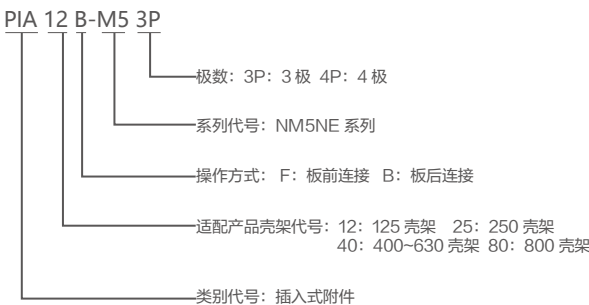 PIA 12 B-M5 3P
极数：3P：3 极 4P：4 极
系列代号：NM5NE 系列
操作方式： F：板前连接 B：板后连接
适配产品壳架代号：12：125 壳架 25：250 壳架
40：400~630 壳架 80：800 壳架
类别代号：插入式附件